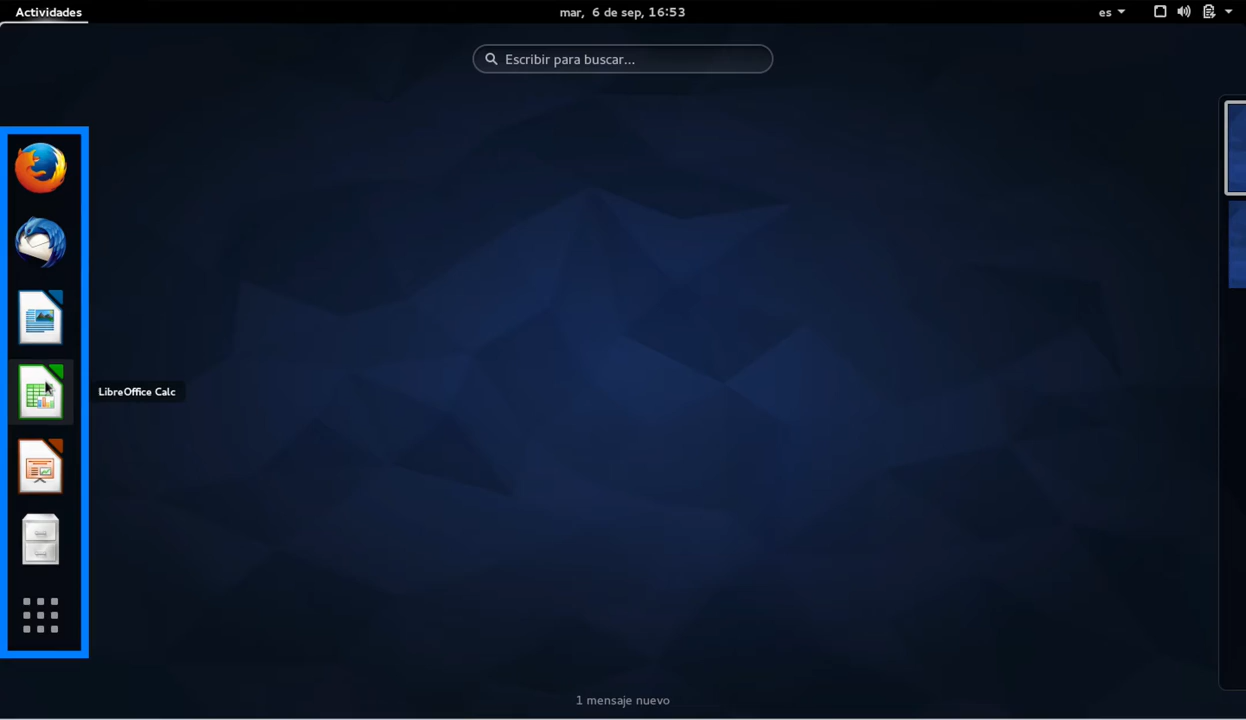 Actividades
mar, 6 de sep, 16:53
es
Escribir para buscar...
LibreOffice Calc
1 mensaje nuevo